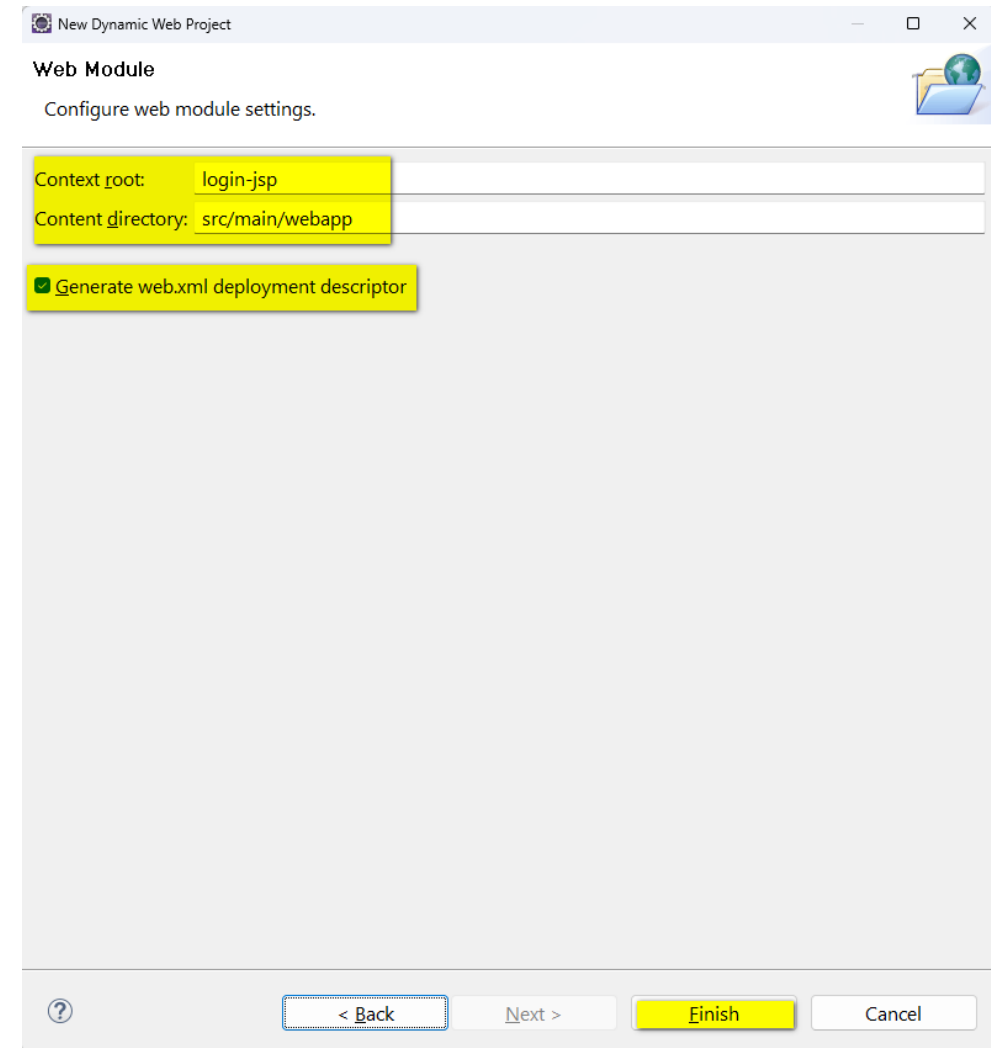 New Dynamic Web Project
Web Module
Configure web module settings.
Context root: login-jsp
Content directory: src/main/webapp
Generate web.xml deployment descriptor
? < Back Next > Finish Cancel